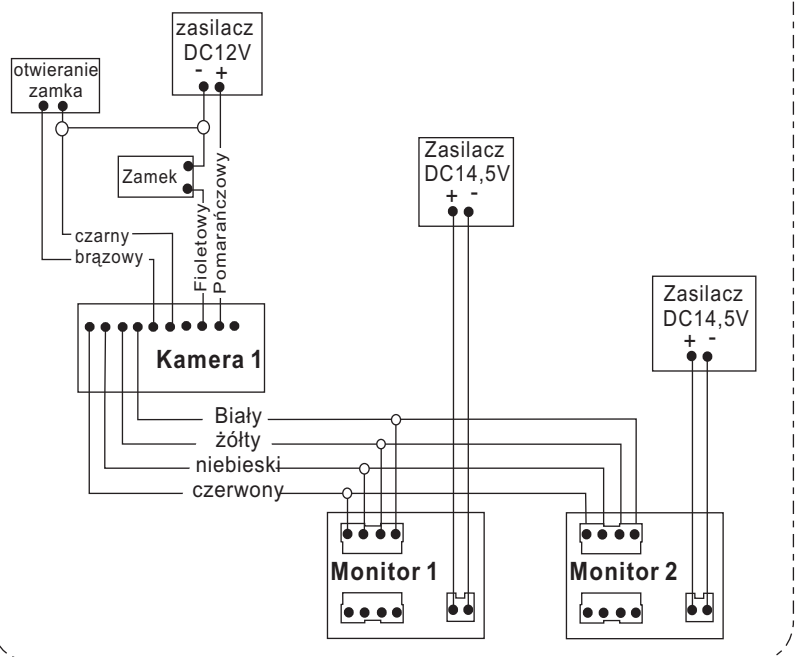 zasilacz
DC12V
- +
otwieranie
zamka
Zamek
Fioletowy
Pomarańczowy
czarny
brązowy
Kamera 1
Zasilacz
DC14,5V
+ -
Zasilacz
DC14,5V
+ -
Biały
żółty
niebieski
czerwony
Monitor 1
Monitor 2